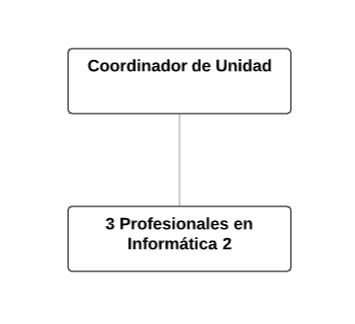 Coordinador de Unidad
3 Profesionales en
Informática 2